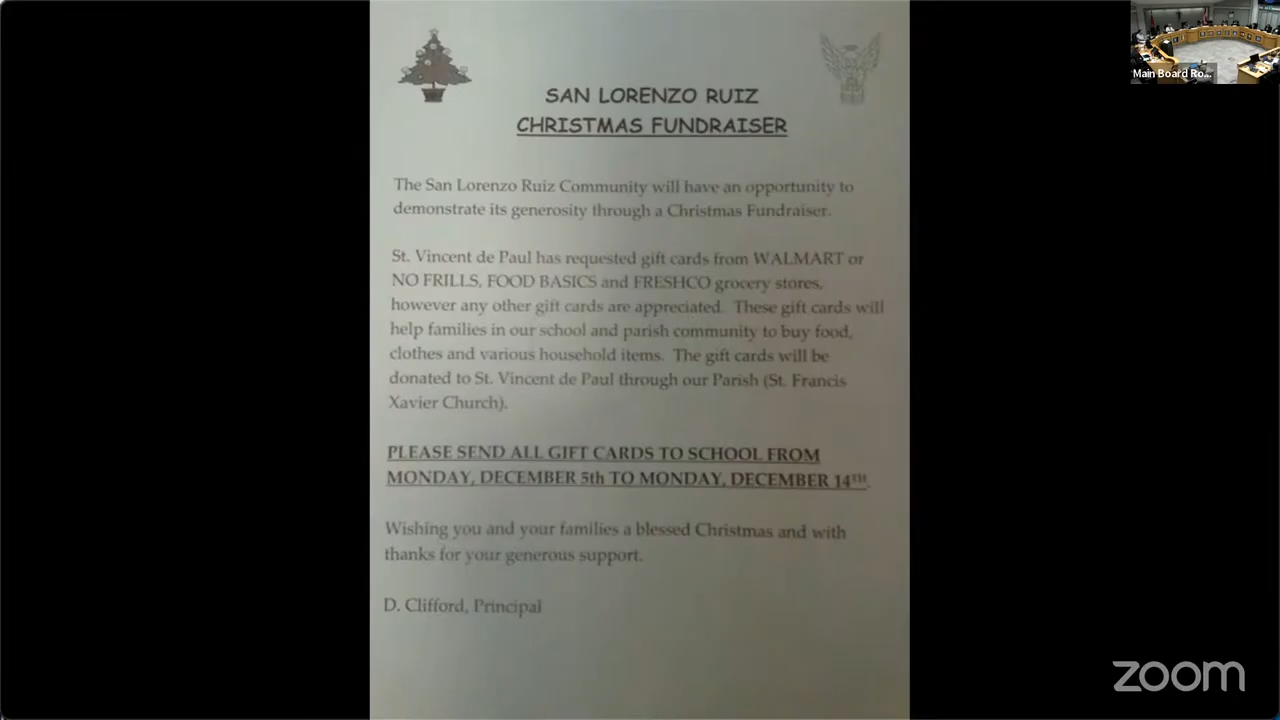 SAN LORENZO RUIZ
CHRISTMAS FUNDRAISER
The San Lorenzo Ruiz Community will have an opportunity to
demonstrate its generosity through a Christmas Fundraiser.
St. Vincent de Paul has requested gift cards from WALMART or
NO FRILLS, FOOD BASICS and FRESHCO grocery stores,
however any other gift cards are appreciated. These gift cards will
help families in our school and parish community to buy food,
clothes and various household items. The gift cards will be
donated to St. Vincent de Paul through our Parish (St. Francis
Xavier Church).
PLEASE SEND ALL GIFT CARDS TO SCHOOL FROM
MONDAY, DECEMBER 5th TO MONDAY, DECEMBER 14TH.
Wishing you and your families a blessed Christmas and with
thanks for your generous support.
D. Clifford, Principal
Main Board Ro...
zoom